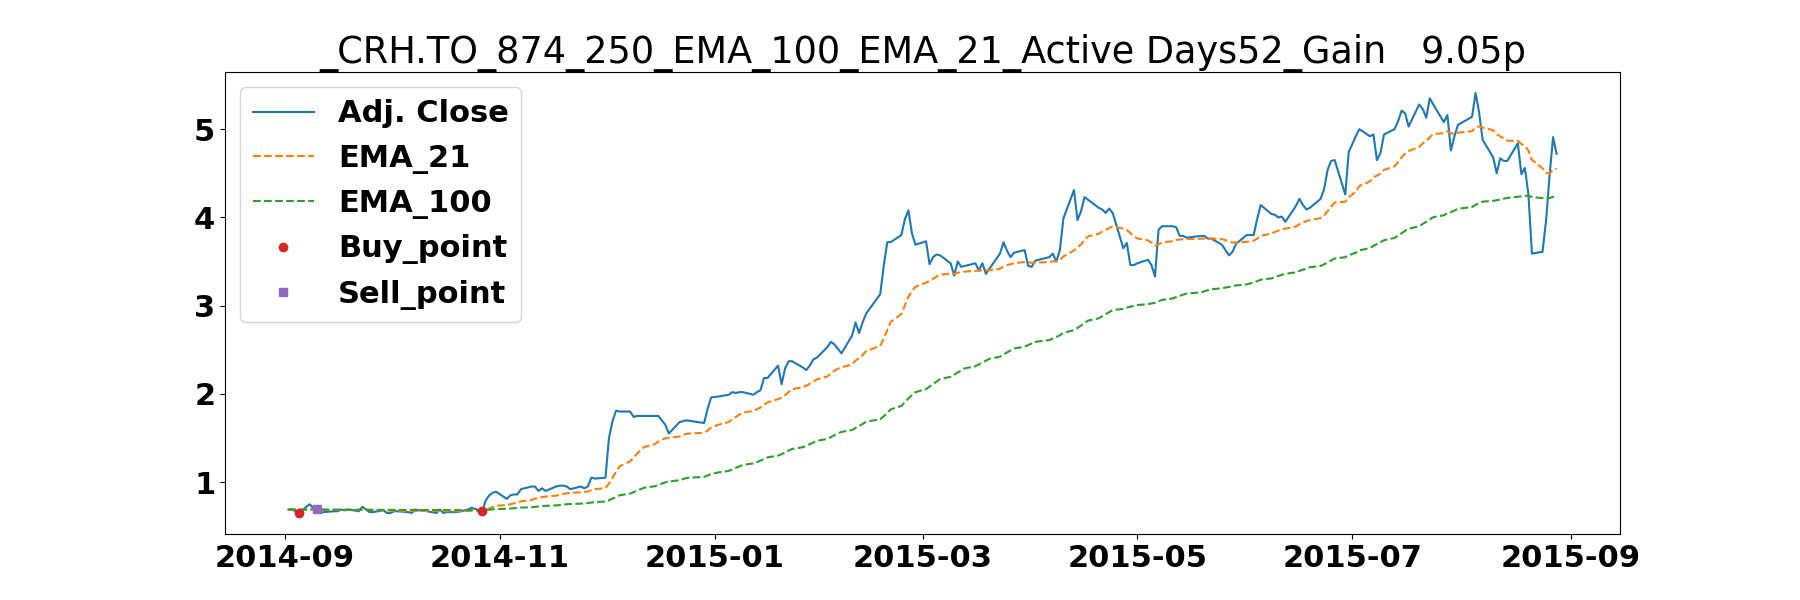 _CRH.TO_874_250_EMA_100_EMA_21_Active Days52_Gain   9.05p
Adj. Close
EMA_21
EMA_100
Buy_point
Sell_point
5
4
3
2
1
2014-09 2014-11 2015-01 2015-03 2015-05 2015-07 2015-09